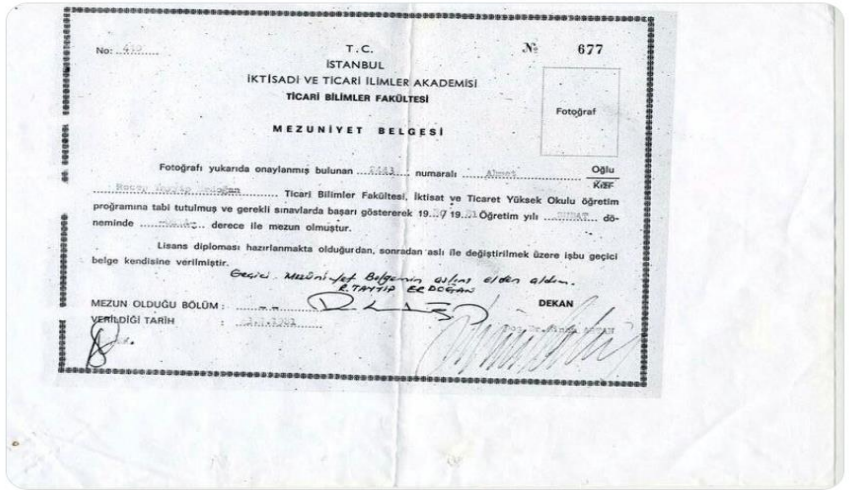 No:
T.C.
Nº 677
İSTANBUL
İKTİSADİ VE TİCARİ İLİMLER AKADEMİSİ
TİCARİ BİLİMLER FAKÜLTESİ
Fotoğraf
MEZUNİYET BELGESİ
Fotoğrafı yukarıda onaylanmış bulunan numaralı Ahmet Oğlu
Kızı
Erdoğan Ticari Bilimler Fakültesi, İktisat ve Ticaret Yüksek Okulu öğretim
programına tabi tutulmuş ve gerekli sınavlarda başarı göstererek 19 19 Öğretim yılı ŞUBAT dö-
neminde derece ile mezun olmuştur.
Lisans diploması hazırlanmakta olduğundan, sonradan aslı ile değiştirilmek üzere işbu geçici
belge kendisine verilmiştir.
Geçici Mezuniyet Belgemin aslını elden aldım.
R. TAYYİP ERDOĞAN
MEZUN OLDUĞU BÖLÜM : --
DEKAN
VERİLDİĞİ TARİH :